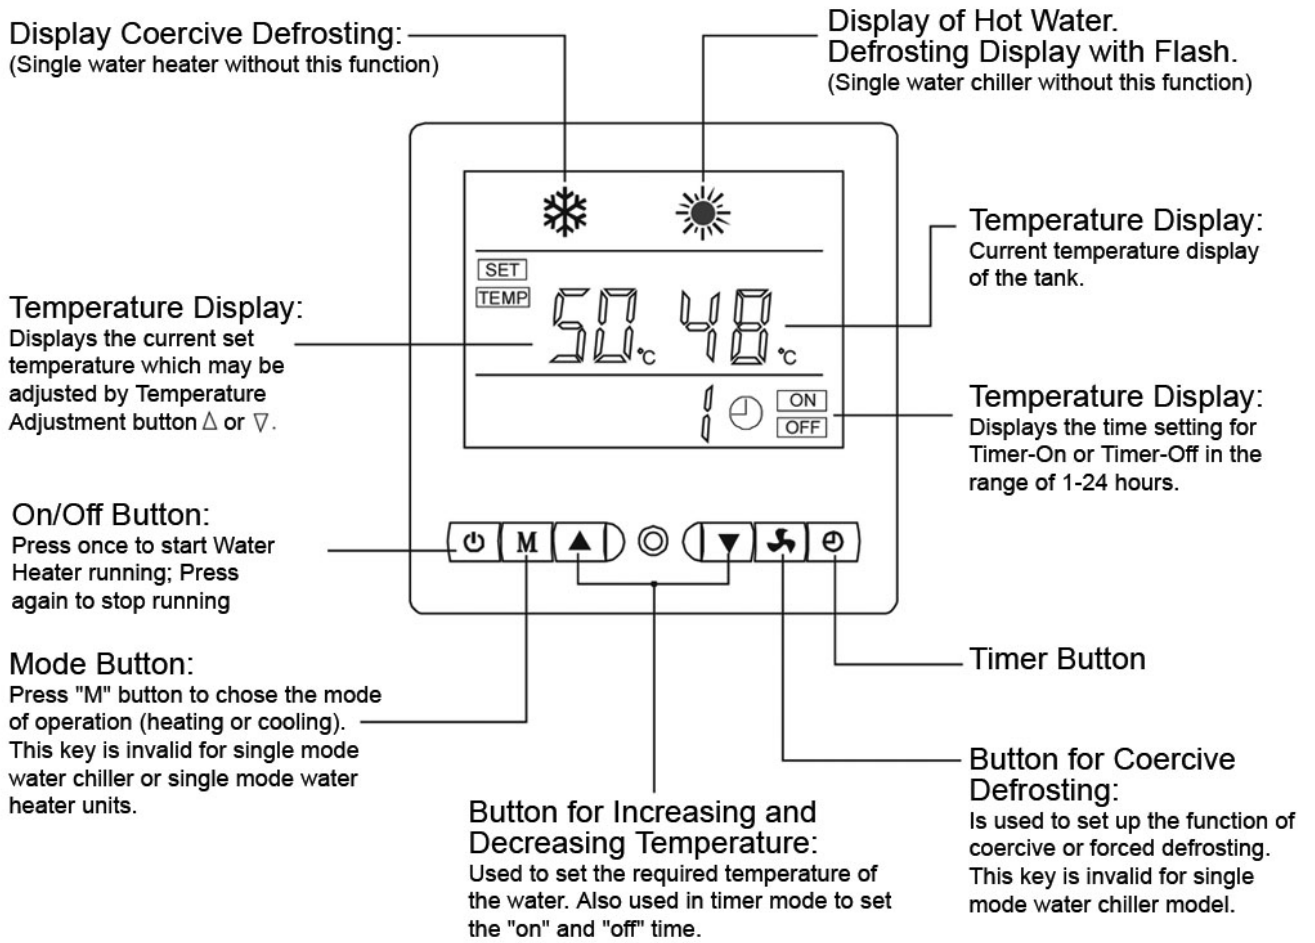 Display Coercive Defrosting:
(Single water heater without this function)
Display of Hot Water.
Defrosting Display with Flash.
(Single water chiller without this function)
SET
TEMP
50 °C
48 °C
1
ON
OFF
M
Temperature Display:
Current temperature display
of the tank.
Temperature Display:
Displays the current set
temperature which may be
adjusted by Temperature
Adjustment button △ or ▽.
Temperature Display:
Displays the time setting for
Timer-On or Timer-Off in the
range of 1-24 hours.
On/Off Button:
Press once to start Water
Heater running; Press
again to stop running
Mode Button:
Press "M" button to chose the mode
of operation (heating or cooling).
This key is invalid for single mode
water chiller or single mode water
heater units.
Timer Button
Button for Increasing and
Decreasing Temperature:
Used to set the required temperature of
the water. Also used in timer mode to set
the "on" and "off" time.
Button for Coercive
Defrosting:
Is used to set up the function of
coercive or forced defrosting.
This key is invalid for single
mode water chiller model.